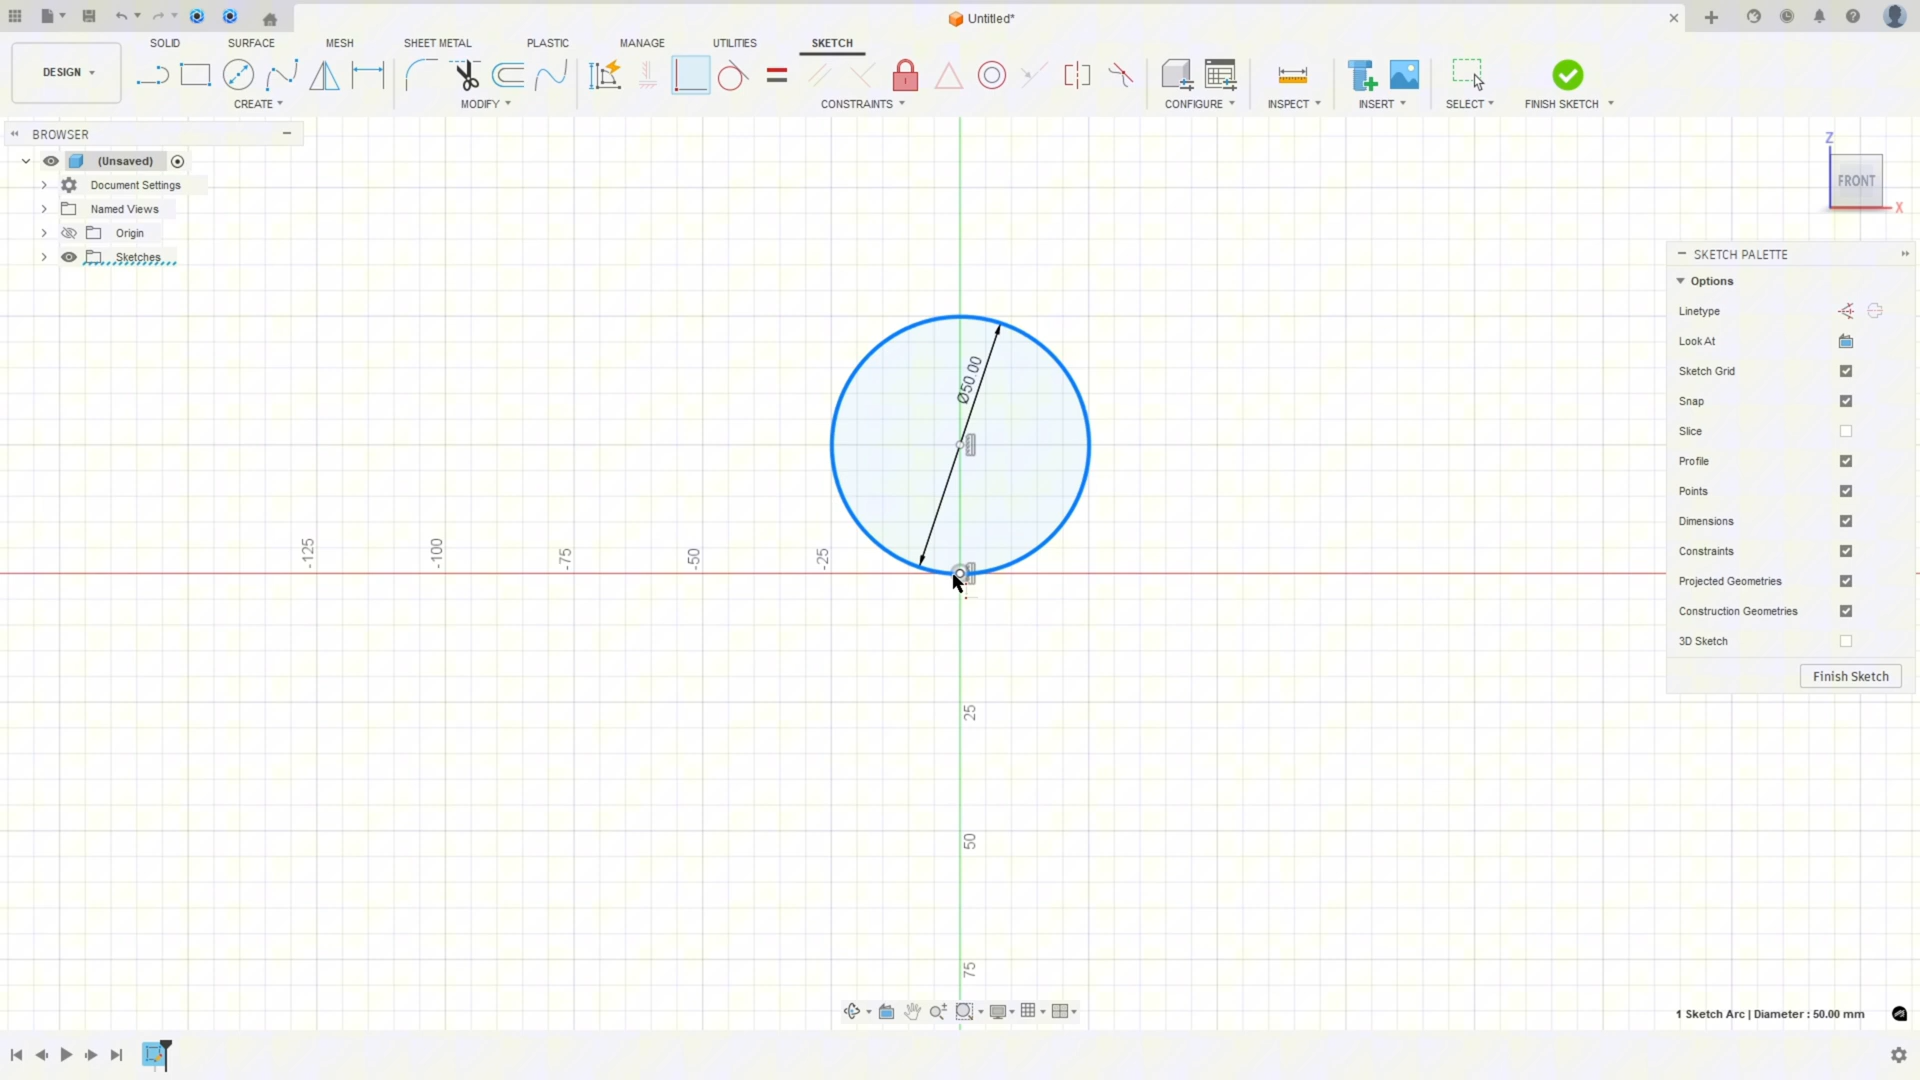 Untitled*
SOLID
SURFACE
MESH
SHEET METAL
PLASTIC
MANAGE
UTILITIES
SKETCH
DESIGN
CREATE
MODIFY
CONSTRAINTS
CONFIGURE
INSPECT
INSERT
SELECT
FINISH SKETCH
BROWSER
(Unsaved)
Document Settings
Named Views
Origin
Sketches
Z
FRONT
X
SKETCH PALETTE
Options
Linetype
Look At
Sketch Grid
Snap
Slice
Profile
Points
Dimensions
Constraints
Projected Geometries
Construction Geometries
3D Sketch
Finish Sketch
Ø50.00
-125
-100
-75
-50
-25
25
50
75
1 Sketch Arc | Diameter : 50.00 mm